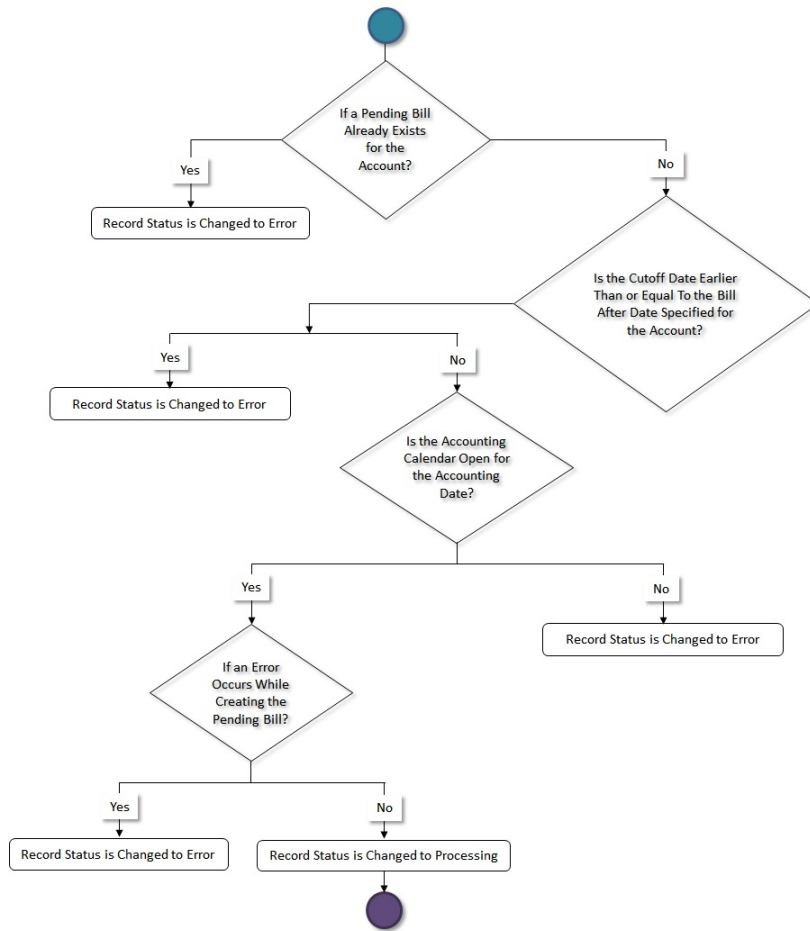 If a Pending Bill
Already Exists
for the
Account?
Yes
No
Record Status is Changed to Error
Is the Cutoff Date Earlier
Than or Equal To the Bill
After Date Specified for
the Account?
Yes
No
Record Status is Changed to Error
Is the Accounting
Calendar Open for
the Accounting
Date?
Yes
No
Record Status is Changed to Error
If an Error
Occurs While
Creating the
Pending Bill?
Yes
No
Record Status is Changed to Error
Record Status is Changed to Processing